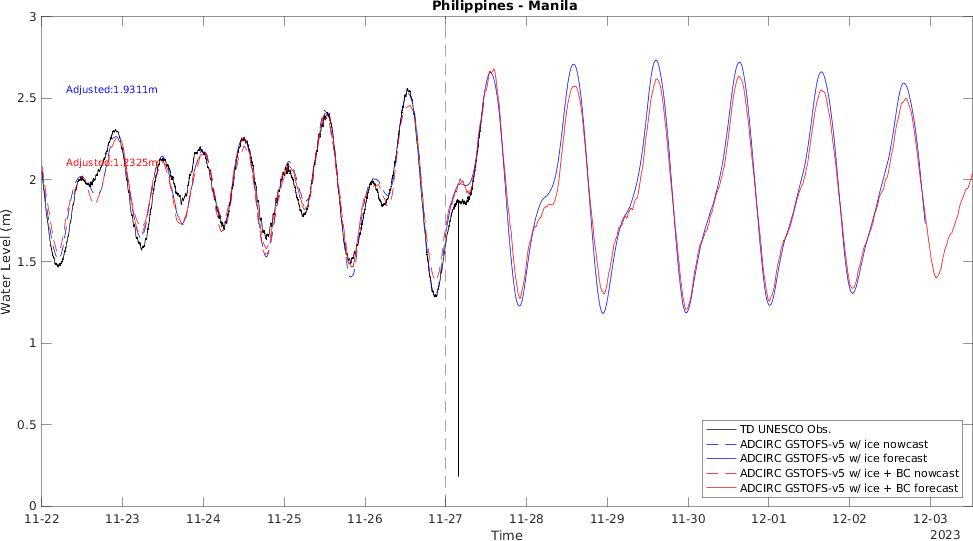 Philippines - Manila
3
2.5
2
1.5
1
0.5
0
Water Level (m)
Adjusted:1.9311m
Adjusted:1.2325m
TD UNESCO Obs.
ADCIRC GSTOFS-v5 w/ ice nowcast
ADCIRC GSTOFS-v5 w/ ice forecast
ADCIRC GSTOFS-v5 w/ ice + BC nowcast
ADCIRC GSTOFS-v5 w/ ice + BC forecast
11-22 11-23 11-24 11-25 11-26 11-27 11-28 11-29 11-30 12-01 12-02 12-03
Time
2023